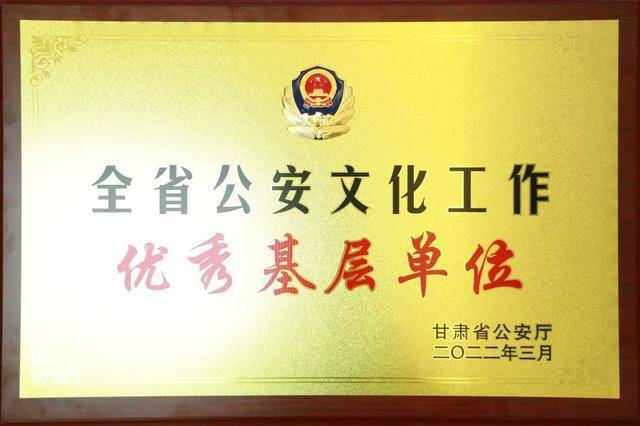 全省公安文化工作
优秀基层单位
甘肃省公安厅
二〇二二年三月